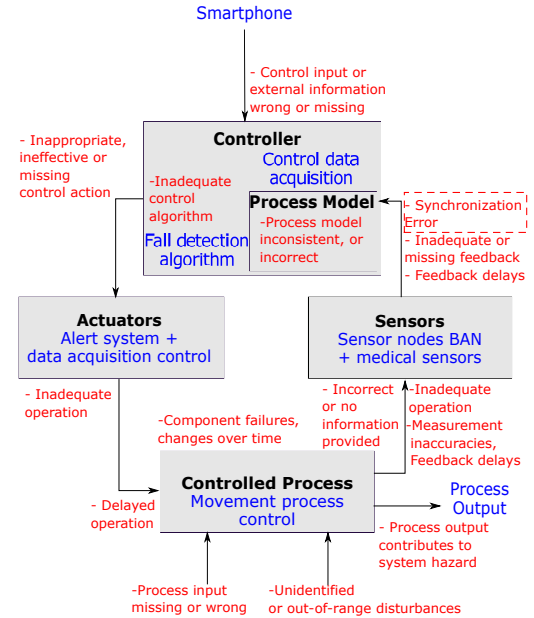 Smartphone
- Control input or
external information
wrong or missing
- Inappropriate,
ineffective or
missing
control action
Controller
Control data
acquisition
-Inadequate
control
algorithm
Fall detection
algorithm
Process Model
-Process model
inconsistent, or
incorrect
- Synchronization
Error
- Inadequate or
missing feedback
- Feedback delays
Actuators
Alert system +
data acquisition control
Sensors
Sensor nodes BAN
+ medical sensors
- Inadequate
operation
-Component failures,
changes over time
- Incorrect
or no
information
provided
-Inadequate
operation
-Measurement
inaccuracies,
Feedback delays
- Delayed
operation
Controlled Process
Movement process
control
Process
Output
- Process output
contributes to
system hazard
-Process input
missing or wrong
-Unidentified
or out-of-range disturbances